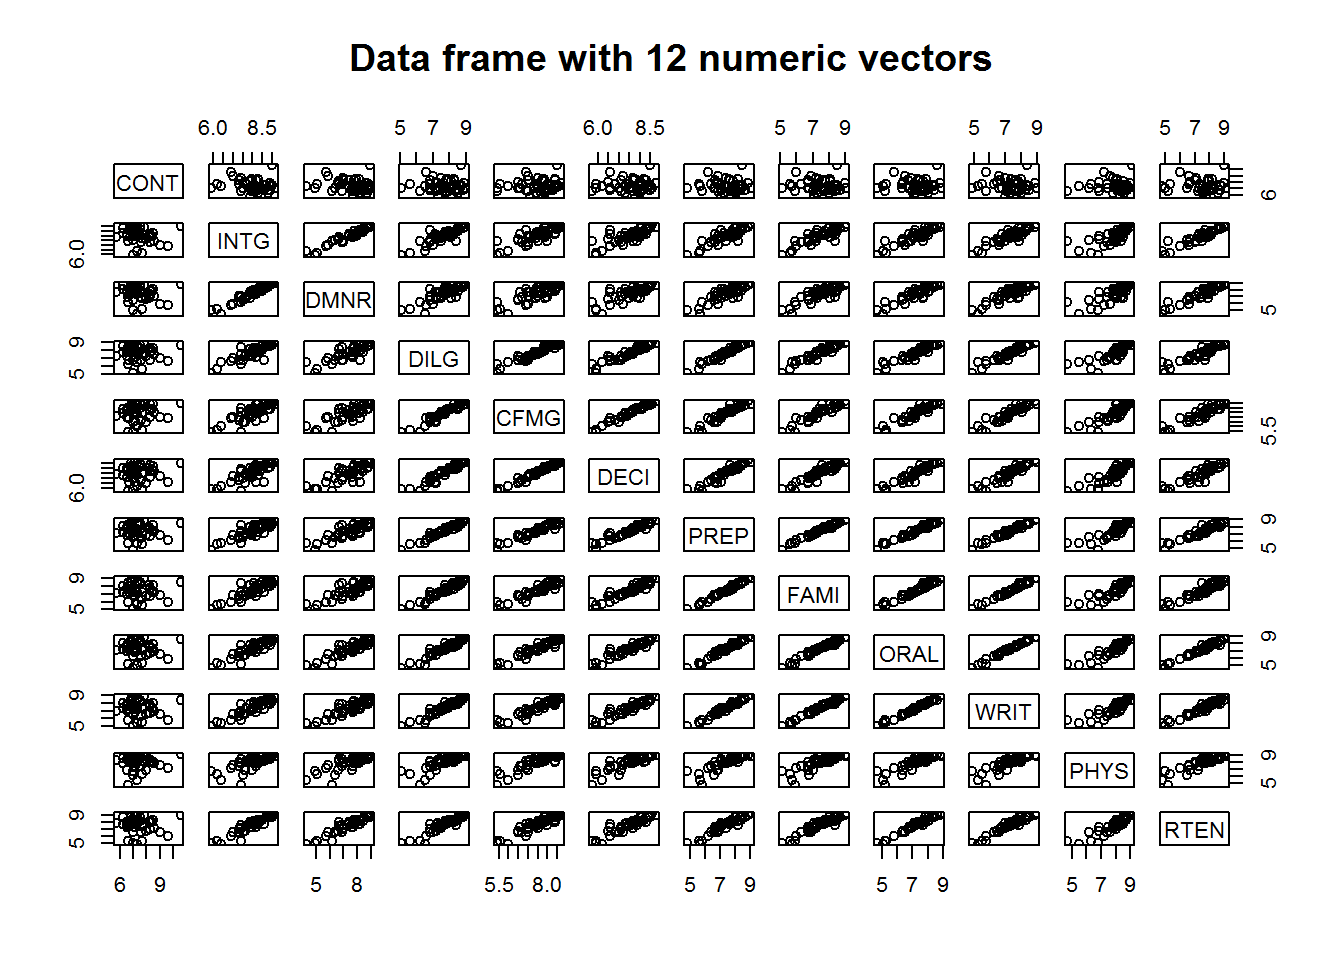 Data frame with 12 numeric vectors
6.0 8.5 5 7 9 6.0 8.5 5 7 9 5 7 9 5 7 9
CONT 6
6.0 INTG
DMNR 5
5 9 DILG
CFMG 5.5
6.0 DECI
PREP 5 9
5 9 FAMI
ORAL 5 9
5 9 WRIT
PHYS 5 9
5 9 RTEN
6 9 5 8 5.5 8.0 5 7 9 5 7 9 5 7 9